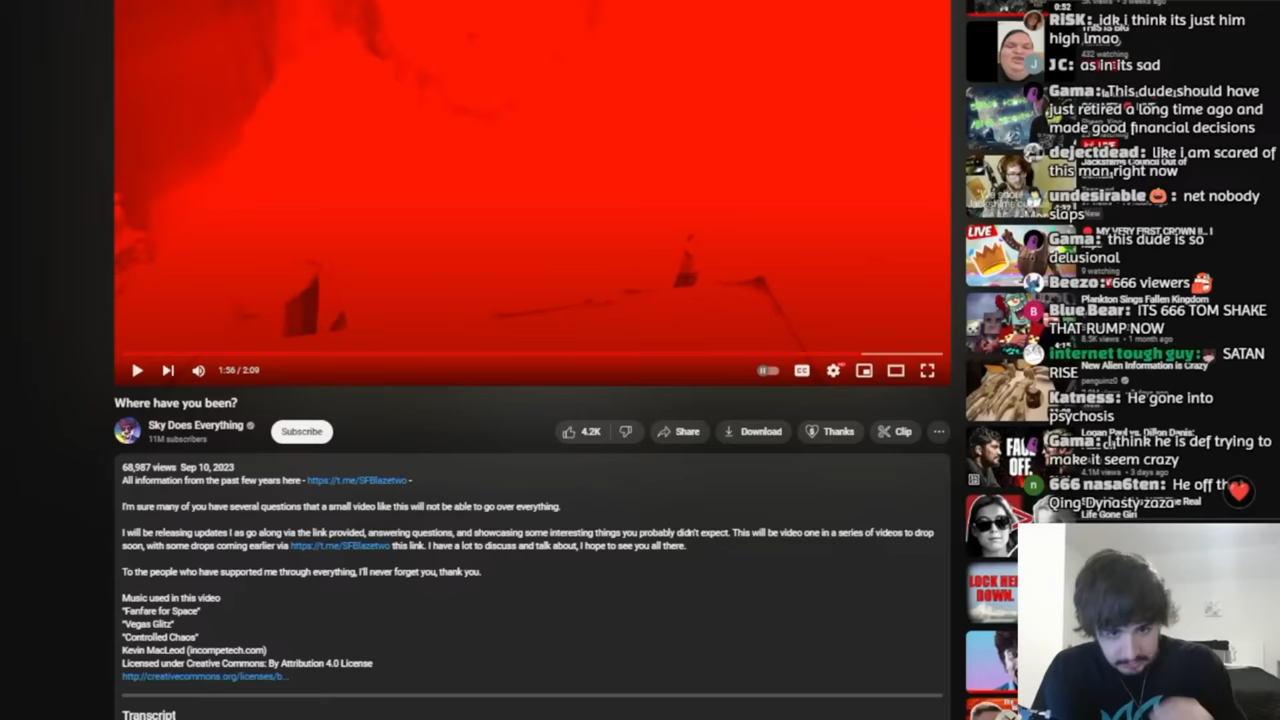 1:56 / 2:09
CC
Where have you been?
Sky Does Everything
11M subscribers
Subscribe
4.2K
Share
Download
Thanks
Clip
68,987 views Sep 10, 2023
All information from the past few years here - https://t.me/SFBlazetwo -
I'm sure many of you have several questions that a small video like this will not be able to go over everything.
I will be releasing updates I as go along via the link provided, answering questions, and showcasing some interesting things you probably didn't expect. This will be video one in a series of videos to drop
soon, with some drops coming earlier via https://t.me/SFBlazetwo this link. I have a lot to discuss and talk about, I hope to see you all there.
To the people who have supported me through everything, I'll never forget you, thank you.
Music used in this video
"Fanfare for Space"
"Vegas Glitz"
"Controlled Chaos"
Kevin MacLeod (incompetech.com)
Licensed under Creative Commons: By Attribution 4.0 License
http://creativecommons.org/licenses/b...
Transcript
0:52
RISK: idk i think its just him
high lmao
432 watching
JC: as in its sad
Gama: This dude should have
just retired a long time ago and
made good financial decisions
dejectdead: like i am scared of
this man right now
undesirable: net nobody
slaps
New
LIVE
MY VERY FIRST CROWN
Gama: this dude is so
delusional
9 watching
Beezo: 666 viewers
Plankton Sings Fallen Kingdom
Blue Bear: ITS 666 TOM SHAKE
THAT RUMP NOW
8.5K views • 1 month ago
internet tough guy: SATAN
RISE
New Alien Information is Crazy
penguinz0
Katness: He gone into
psychosis
Logan Paul vs. Dillon Danis:
FACE OFF.
Gama: I think he is def trying to
make it seem crazy
4.1M views • 3 days ago
666 nasa6ten: He off th
Qing Dynasty zaza
Life Gone Girl
LOCK HER
DOWN.